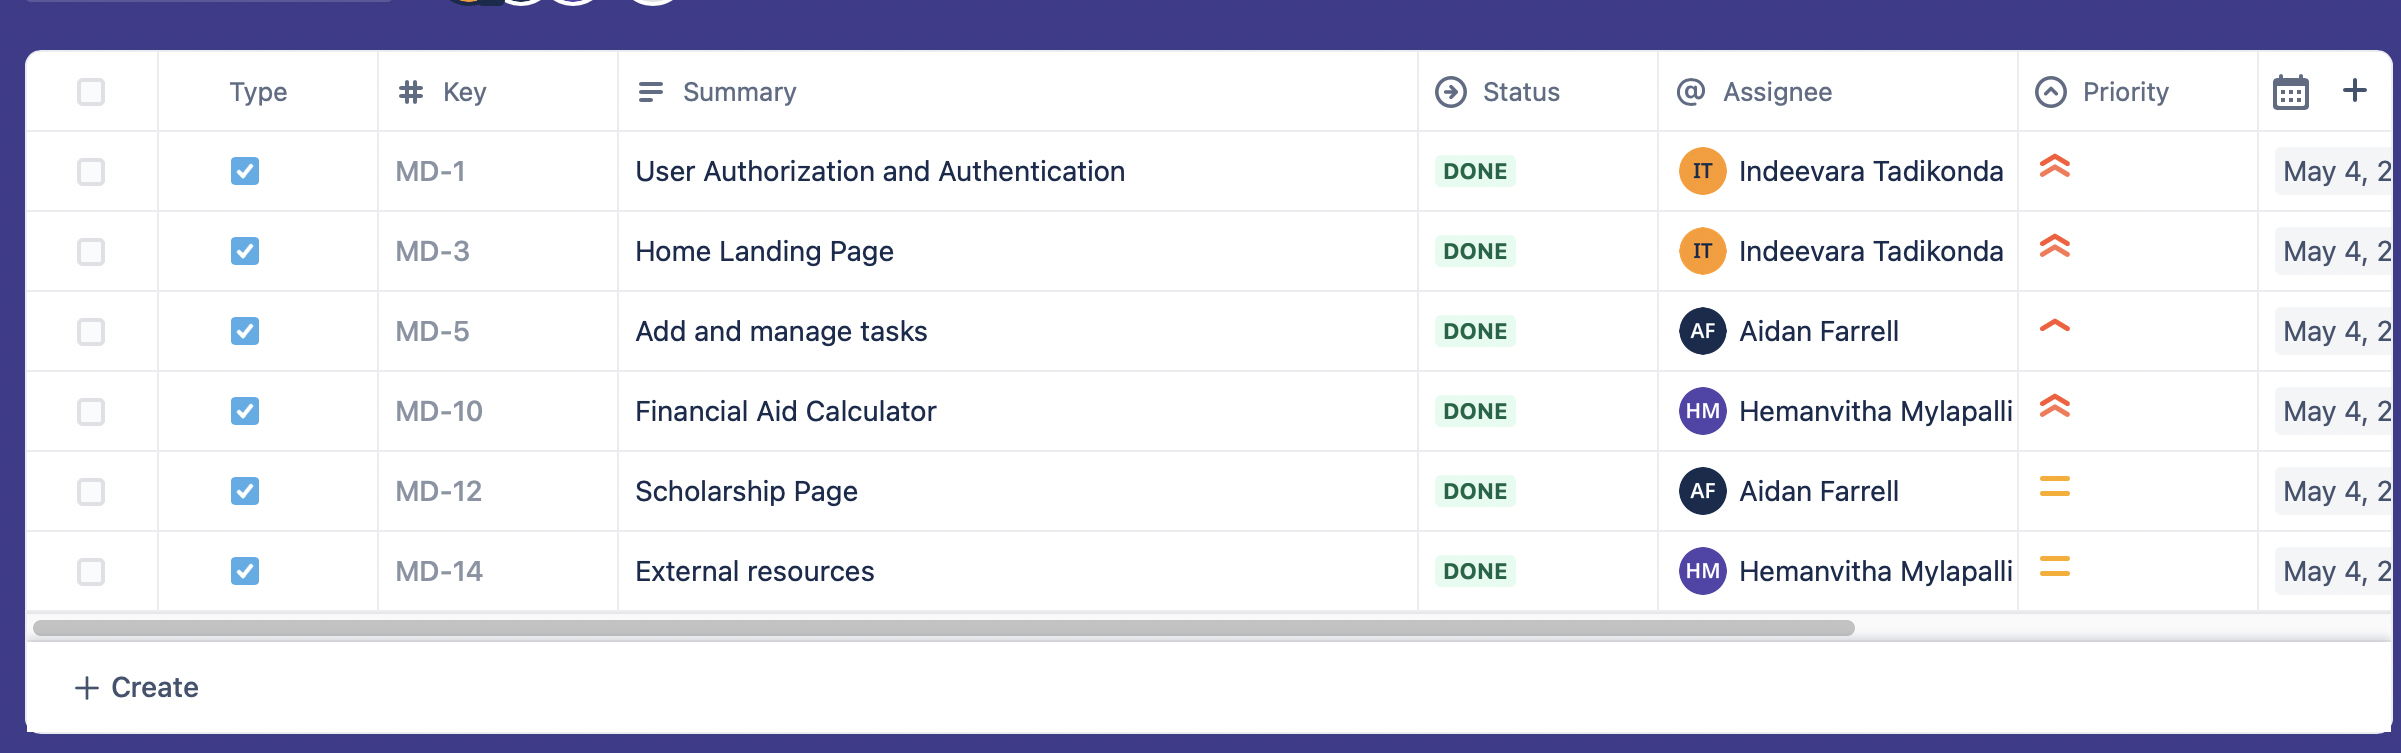 Type # Key Summary Status @ Assignee Priority +
MD-1 User Authorization and Authentication DONE IT Indeevara Tadikonda May 4, 2
MD-3 Home Landing Page DONE IT Indeevara Tadikonda May 4, 2
MD-5 Add and manage tasks DONE AF Aidan Farrell May 4, 2
MD-10 Financial Aid Calculator DONE HM Hemanvitha Mylapalli May 4, 2
MD-12 Scholarship Page DONE AF Aidan Farrell May 4, 2
MD-14 External resources DONE HM Hemanvitha Mylapalli May 4, 2
+ Create